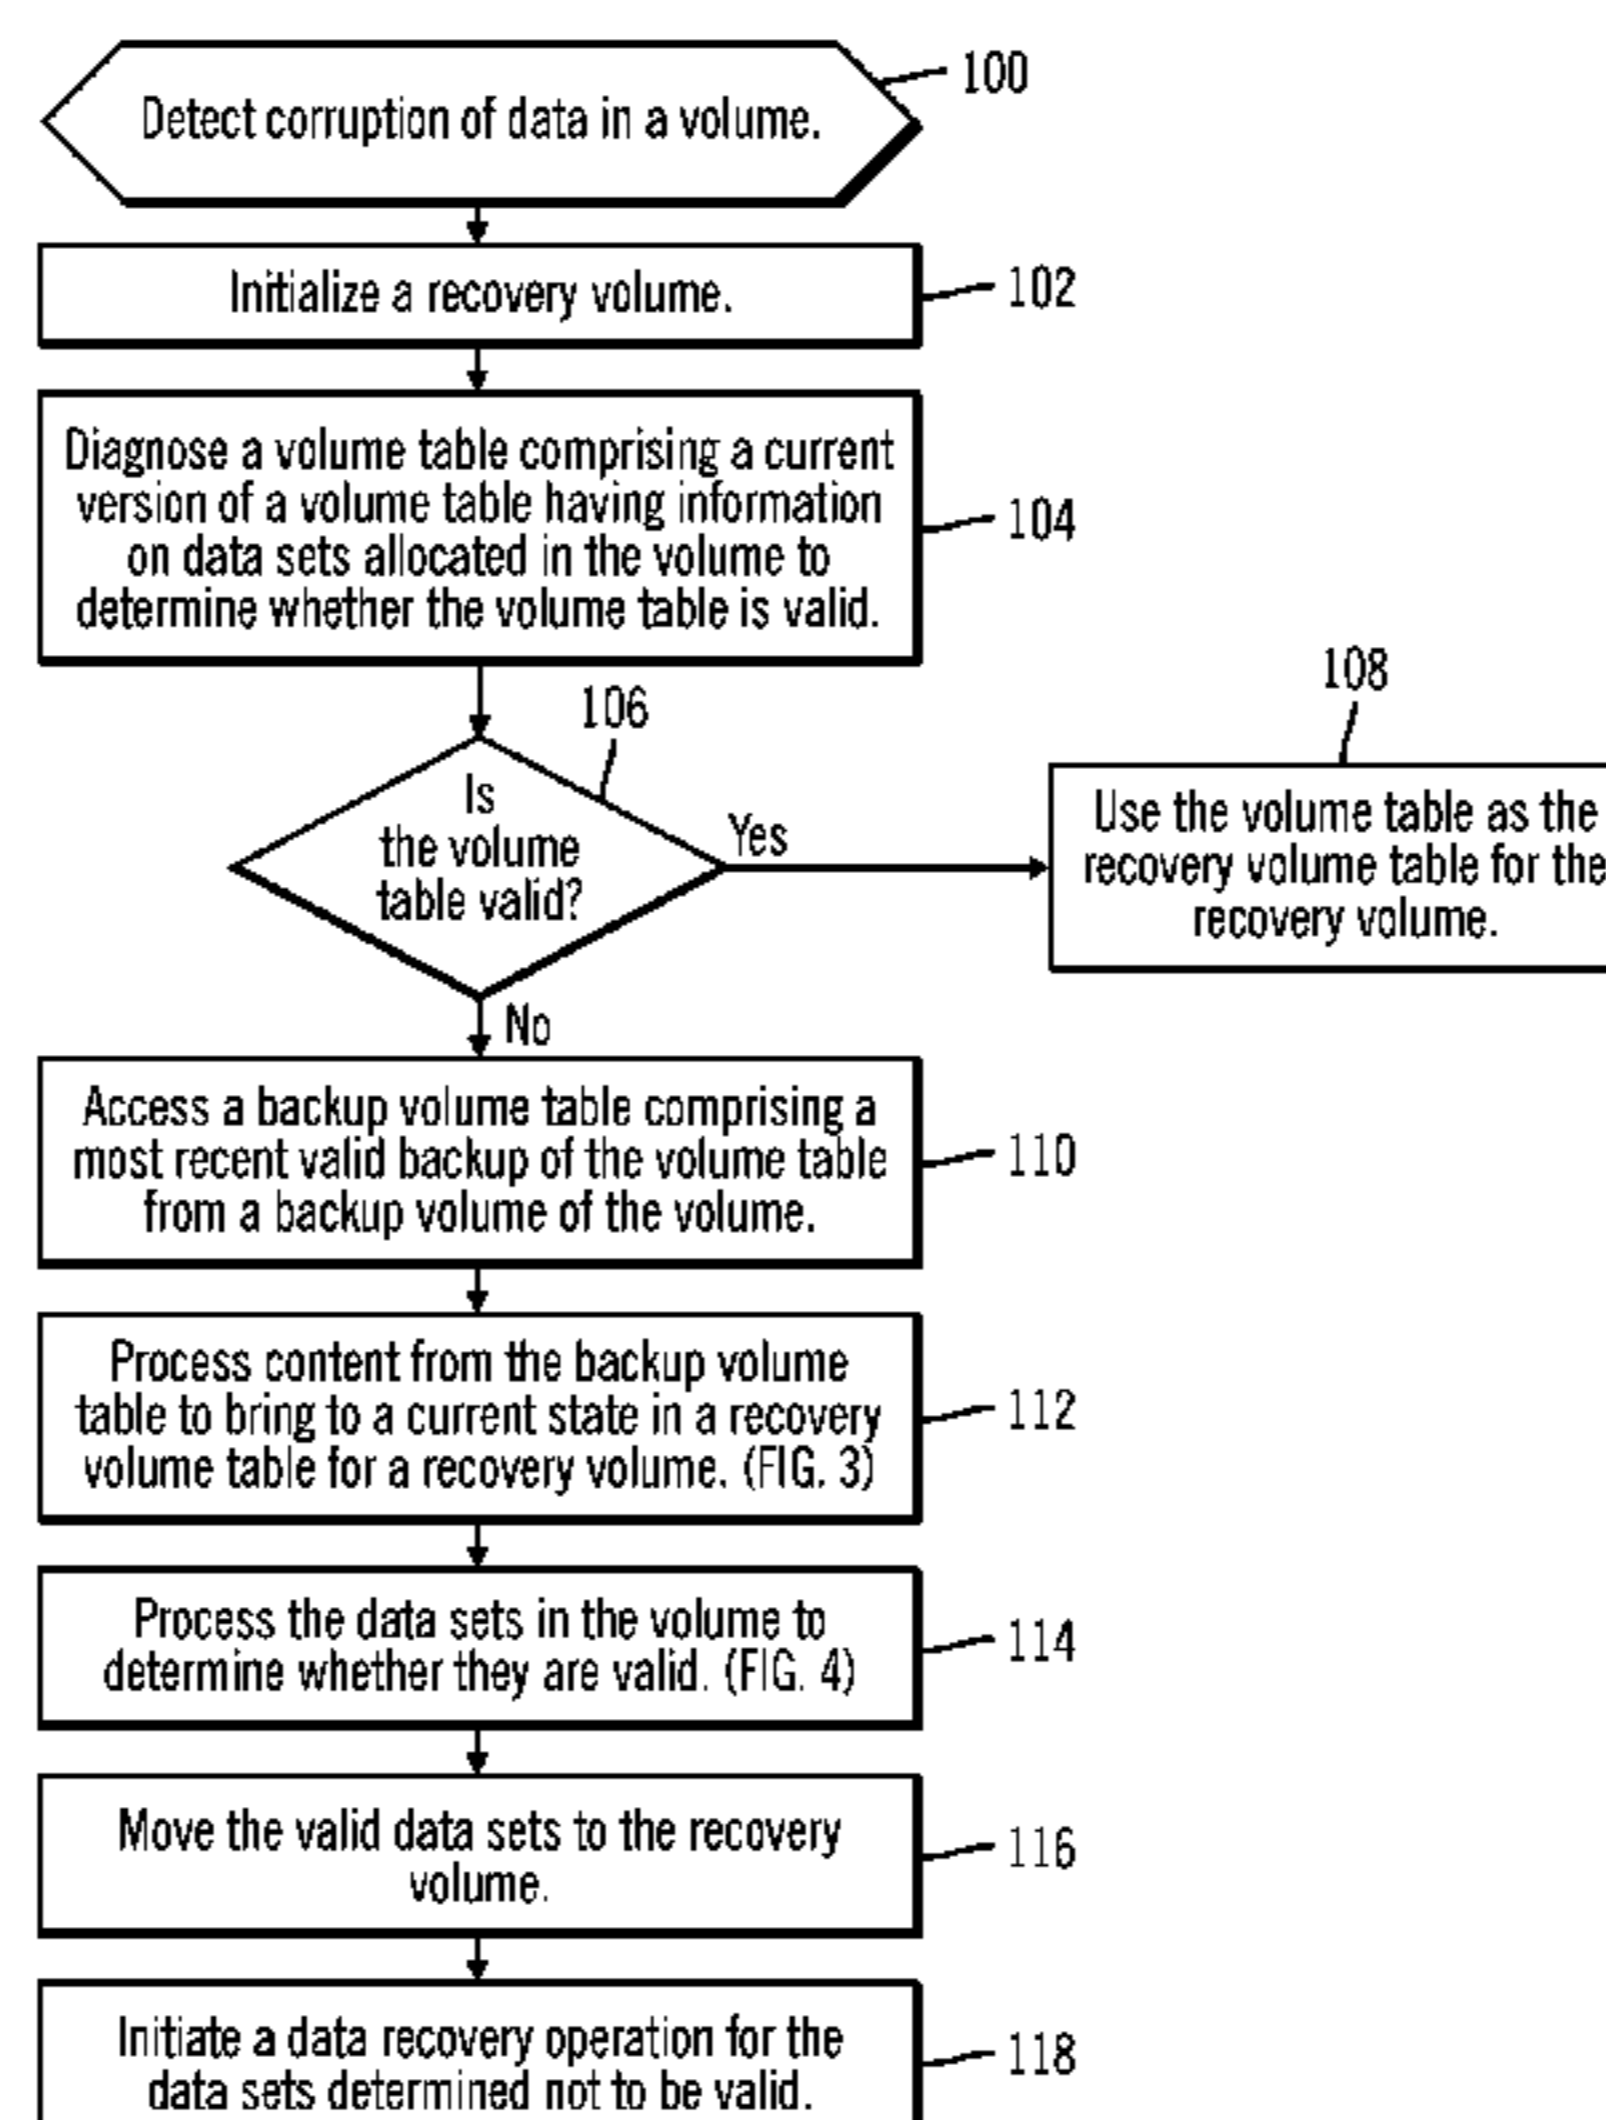 Detect corruption of data in a volume.
100
Initialize a recovery volume.
102
Diagnose a volume table comprising a current
version of a volume table having information
on data sets allocated in the volume to
determine whether the volume table is valid.
104
106
Is
the volume
table valid?
Yes
108
Use the volume table as the
recovery volume table for the
recovery volume.
No
Access a backup volume table comprising a
most recent valid backup of the volume table
from a backup volume of the volume.
110
Process content from the backup volume
table to bring to a current state in a recovery
volume table for a recovery volume. (FIG. 3)
112
Process the data sets in the volume to
determine whether they are valid. (FIG. 4)
114
Move the valid data sets to the recovery
volume.
116
Initiate a data recovery operation for the
data sets determined not to be valid.
118